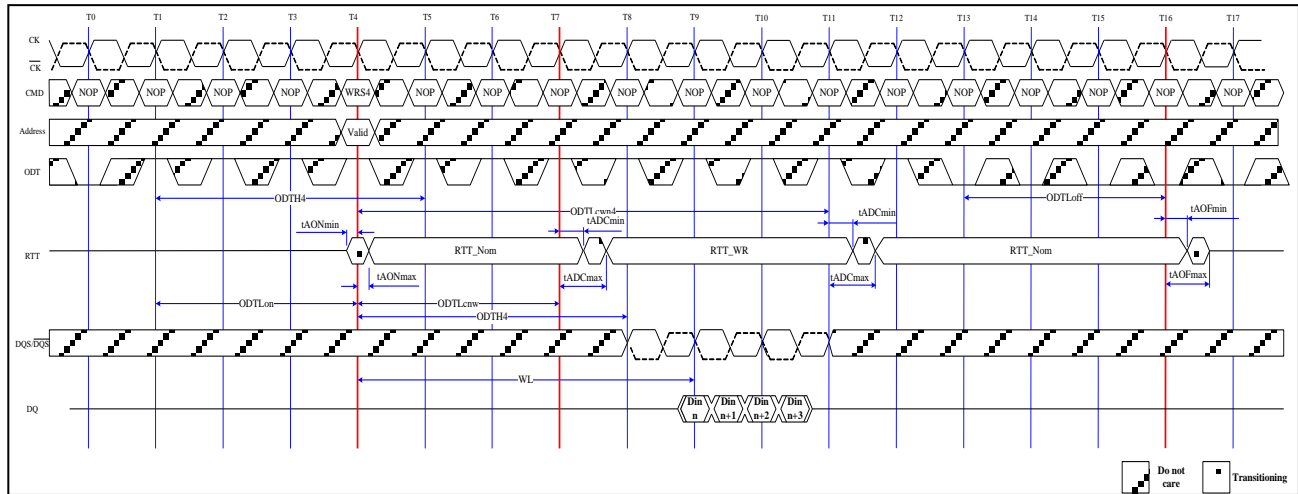 T0 T1 T2 T3 T4 T5 T6 T7 T8 T9 T10 T11 T12 T13 T14 T15 T16 T17
CK
CK
CMD NOP NOP NOP NOP WRS4 NOP NOP NOP NOP NOP NOP NOP NOP NOP NOP NOP NOP NOP
Address Valid
ODT
ODTH4 ODTLoff
ODTLcwn4
tAONmin tADCmin tADCmin tAOFmin
RTT RTT_Nom RTT_WR RTT_Nom
tAONmax tADCmax tADCmax tAOFmax
ODTLon ODTLcnw
ODTH4
DQS/DQS
WL
DQ Din n Din n+1 Din n+2 Din n+3
Do not care Transitioning